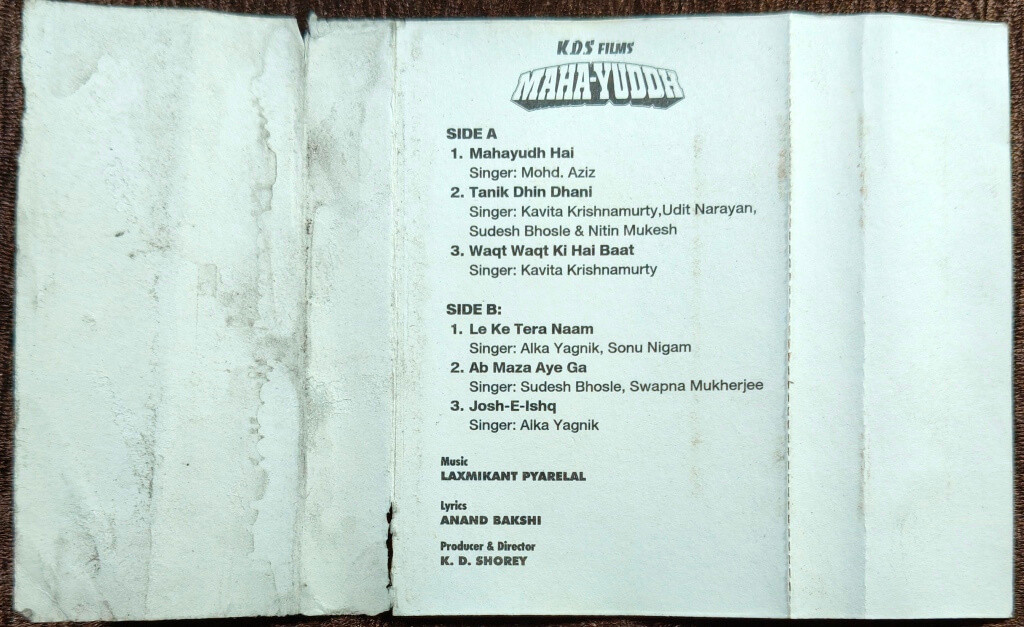 K.D.S FILMS
MAHA-YUDDH
SIDE A
1. Mahayudh Hai
Singer: Mohd. Aziz
2. Tanik Dhin Dhani
Singer: Kavita Krishnamurty,Udit Narayan,
Sudesh Bhosle & Nitin Mukesh
3. Waqt Waqt Ki Hai Baat
Singer: Kavita Krishnamurty
SIDE B:
1. Le Ke Tera Naam
Singer: Alka Yagnik, Sonu Nigam
2. Ab Maza Aye Ga
Singer: Sudesh Bhosle, Swapna Mukherjee
3. Josh-E-Ishq
Singer: Alka Yagnik
Music
LAXMIKANT PYARELAL
Lyrics
ANAND BAKSHI
Producer & Director
K. D. SHOREY